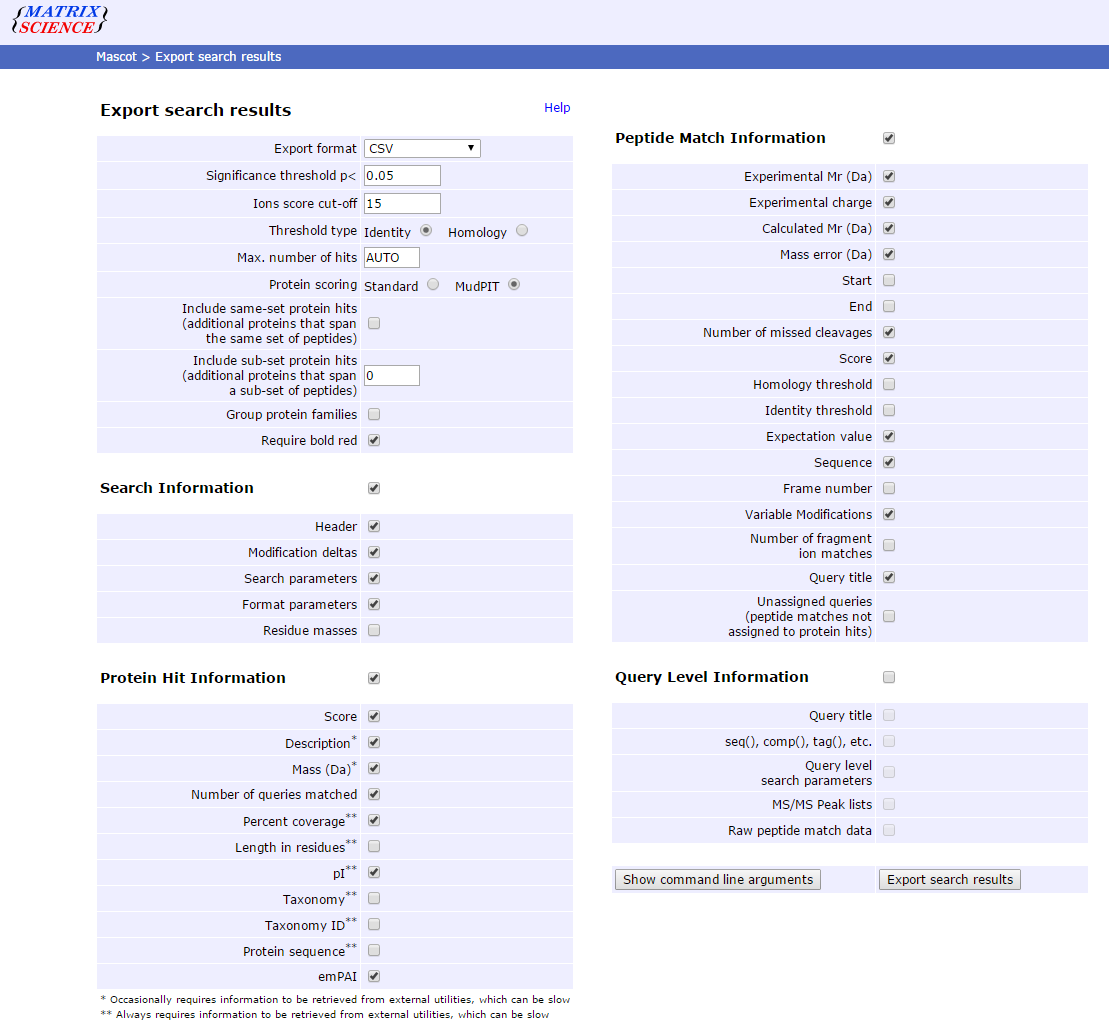 MATRIX
SCIENCE
Mascot > Export search results
Export search results
Help
Export format CSV
Significance threshold p< 0.05
Ions score cut-off 15
Threshold type Identity Homology
Max. number of hits AUTO
Protein scoring Standard MudPIT
Include same-set protein hits
(additional proteins that span
the same set of peptides)
Include sub-set protein hits
(additional proteins that span
a sub-set of peptides) 0
Group protein families
Require bold red
Search Information
Header
Modification deltas
Search parameters
Format parameters
Residue masses
Protein Hit Information
Score
Description*
Mass (Da)*
Number of queries matched
Percent coverage**
Length in residues**
pI**
Taxonomy**
Taxonomy ID**
Protein sequence**
emPAI
* Occasionally requires information to be retrieved from external utilities, which can be slow
** Always requires information to be retrieved from external utilities, which can be slow
Peptide Match Information
Experimental Mr (Da)
Experimental charge
Calculated Mr (Da)
Mass error (Da)
Start
End
Number of missed cleavages
Score
Homology threshold
Identity threshold
Expectation value
Sequence
Frame number
Variable Modifications
Number of fragment
ion matches
Query title
Unassigned queries
(peptide matches not
assigned to protein hits)
Query Level Information
Query title
seq(), comp(), tag(), etc.
Query level
search parameters
MS/MS Peak lists
Raw peptide match data
Show command line arguments Export search results